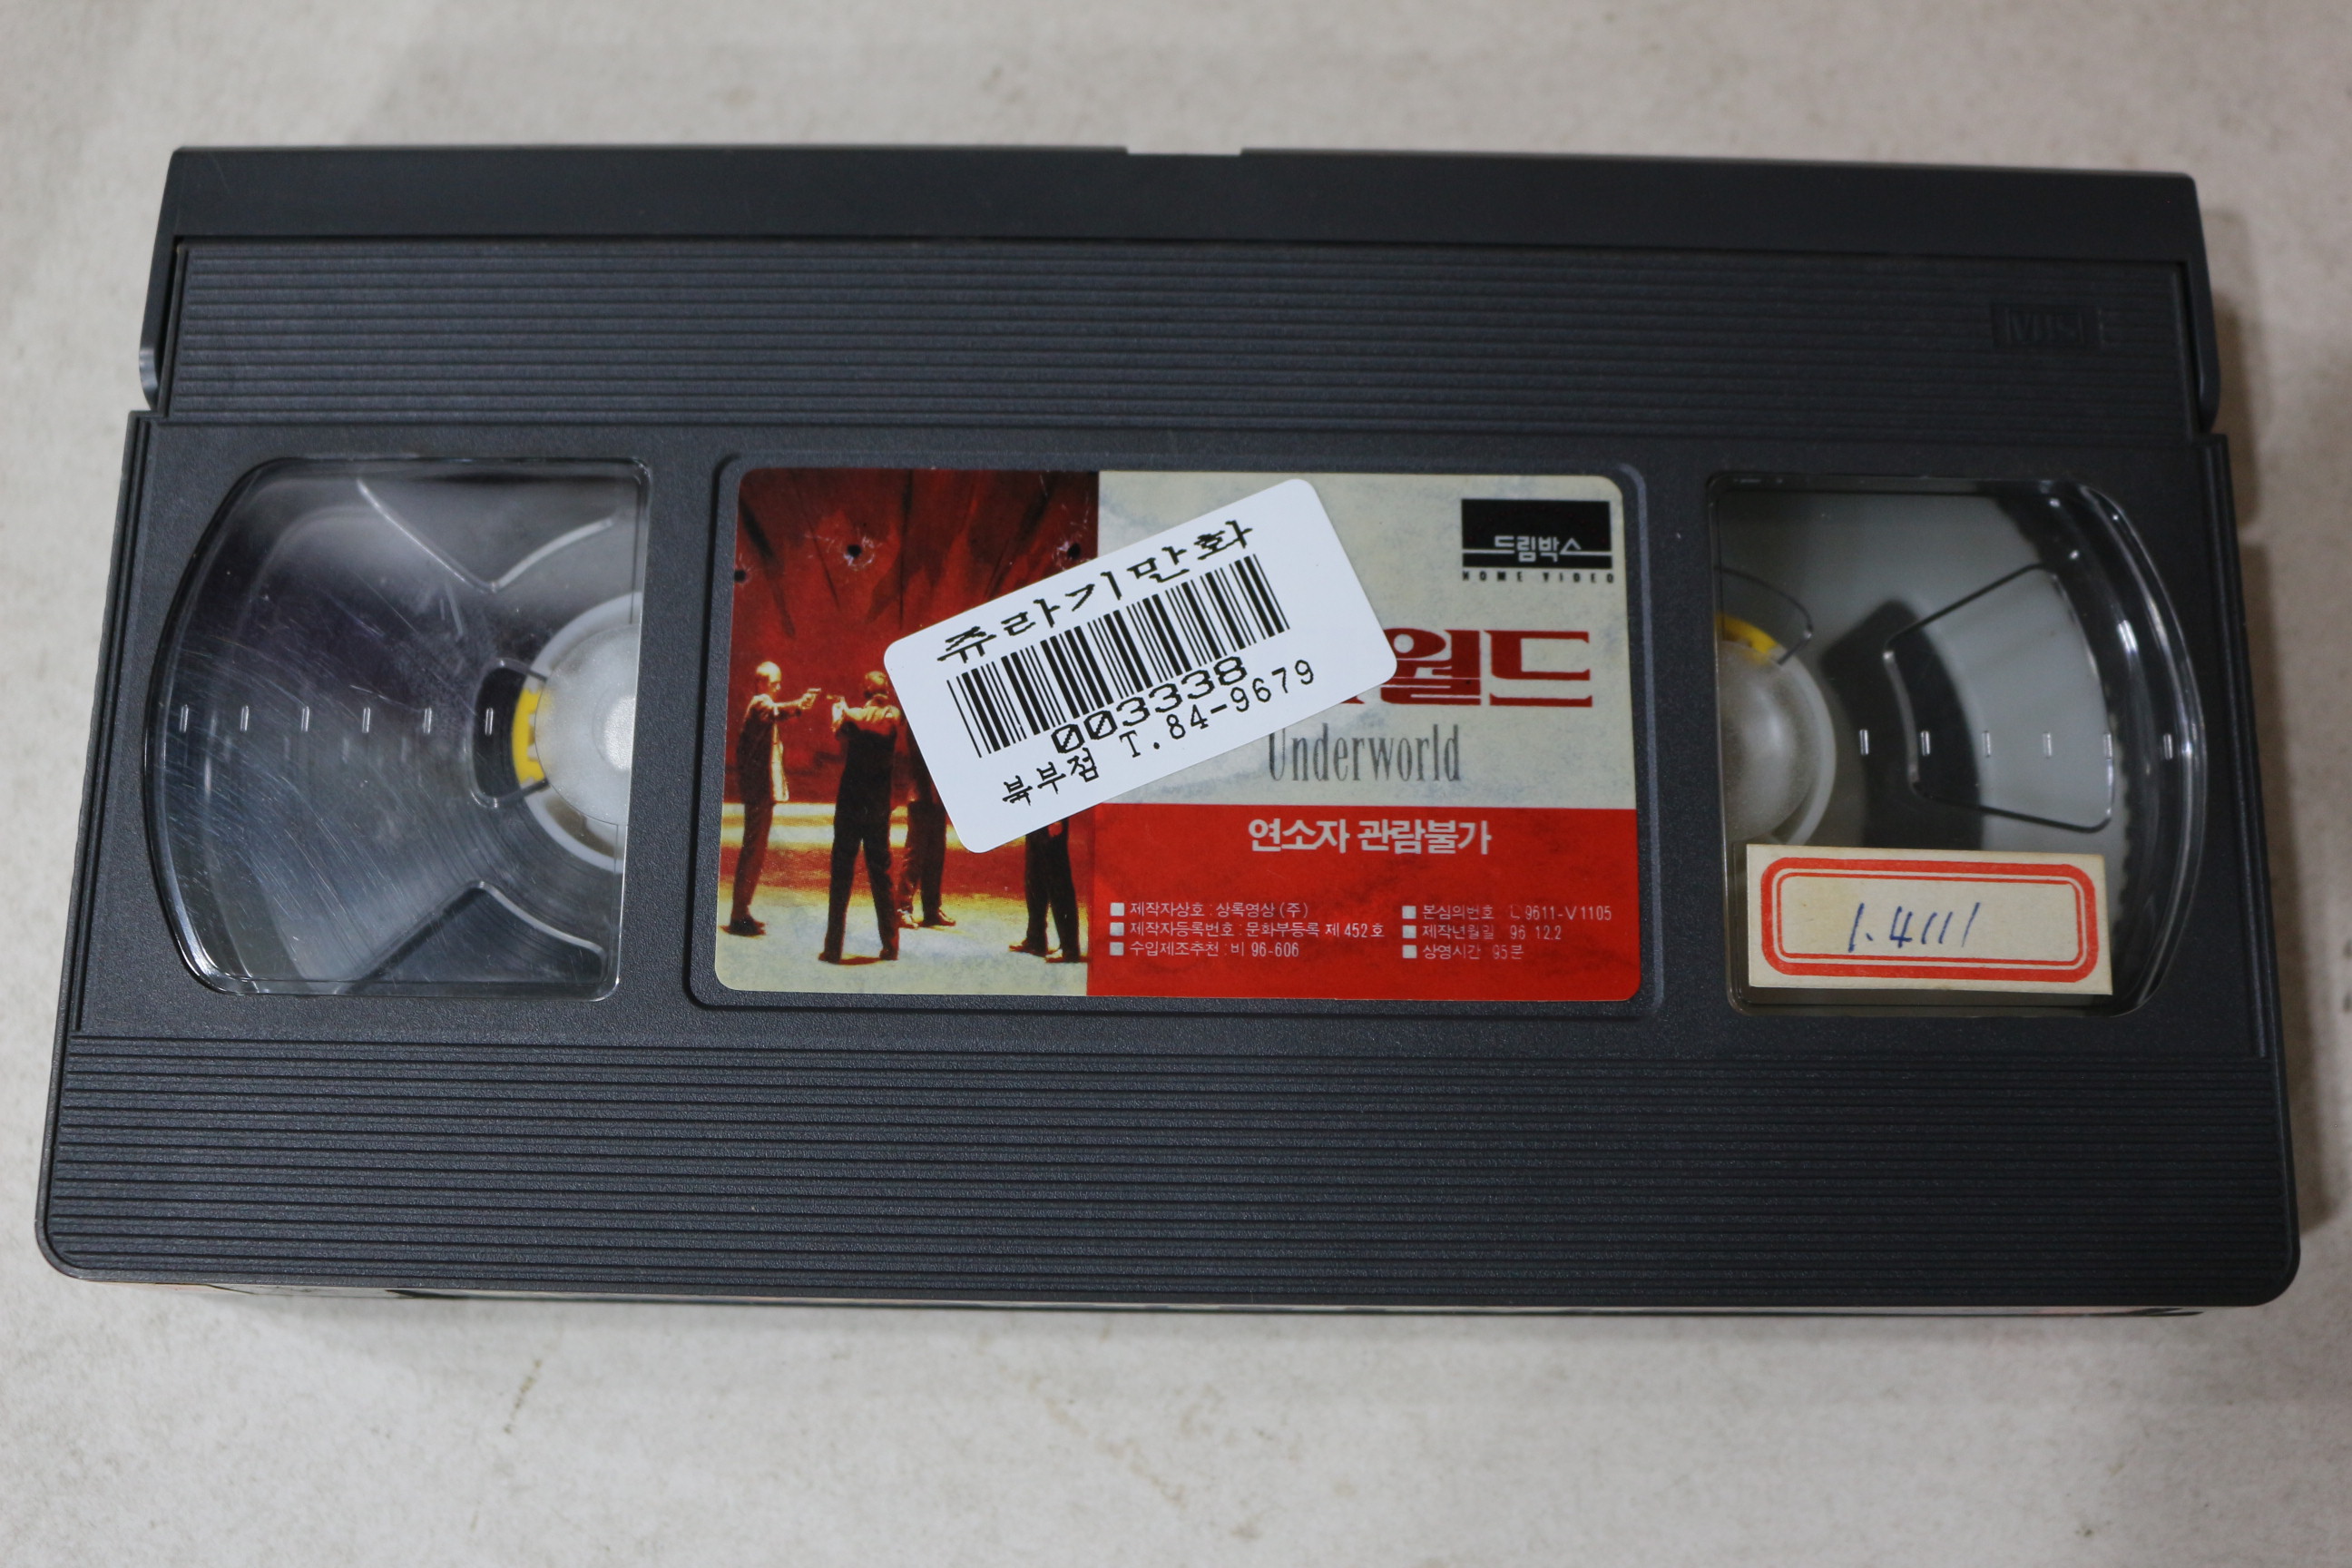 VHS
드림박스
HOME VIDEO
쥬라기만화
003338
북부점 T.84-9679
월드
Underworld
연소자 관람불가
제작자상호 : 상록영상 (주)
제작자등록번호 : 문화부등록 제 452호
수입제조추천 : 비 96-606
본심의번호 L 9611-V1105
제작년월일 96 12.2
상영시간 95분
1.4111